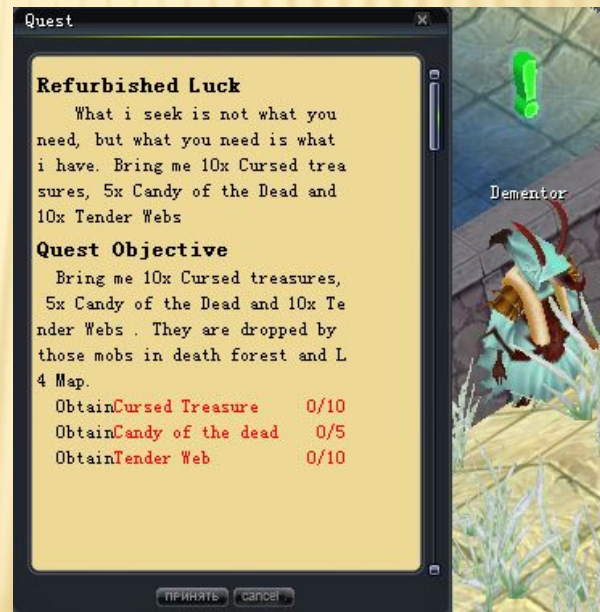 Quest
Refurbished Luck
What i seek is not what you
need, but what you need is what
i have. Bring me 10x Cursed trea
sures, 5x Candy of the Dead and
10x Tender Webs
Quest Objective
Bring me 10x Cursed treasures,
5x Candy of the Dead and 10x Te
nder Webs . They are dropped by
those mobs in death forest and L
4 Map.
ObtainCursed Treasure 0/10
ObtainCandy of the dead 0/5
ObtainTender Web 0/10
принять cancel
Dementor